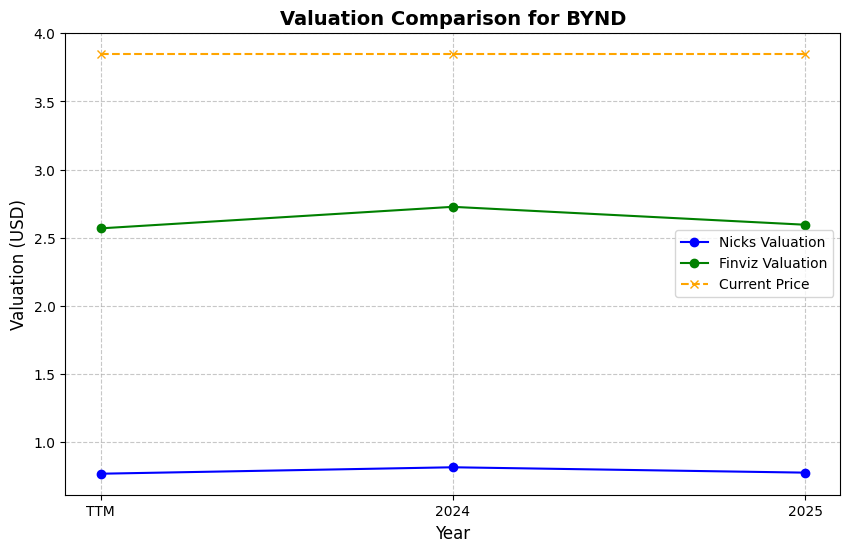 Valuation Comparison for BYND
Valuation (USD)
4.0
3.5
3.0
2.5
2.0
1.5
1.0
Nicks Valuation
Finviz Valuation
Current Price
TTM
2024
2025
Year